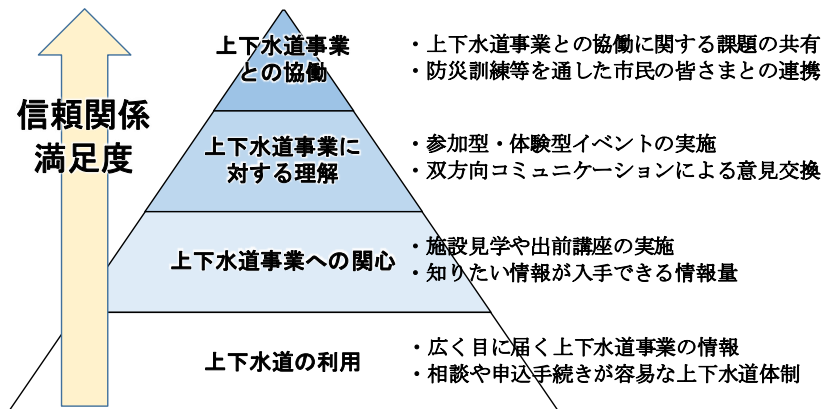 信頼関係
満足度
上下水道事業
との協働
・上下水道事業との協働に関する課題の共有
・防災訓練等を通した市民の皆さまとの連携
上下水道事業に
対する理解
・参加型・体験型イベントの実施
・双方向コミュニケーションによる意見交換
上下水道事業への関心
・施設見学や出前講座の実施
・知りたい情報が入手できる情報量
上下水道の利用
・広く目に届く上下水道事業の情報
・相談や申込手続きが容易な上下水道体制